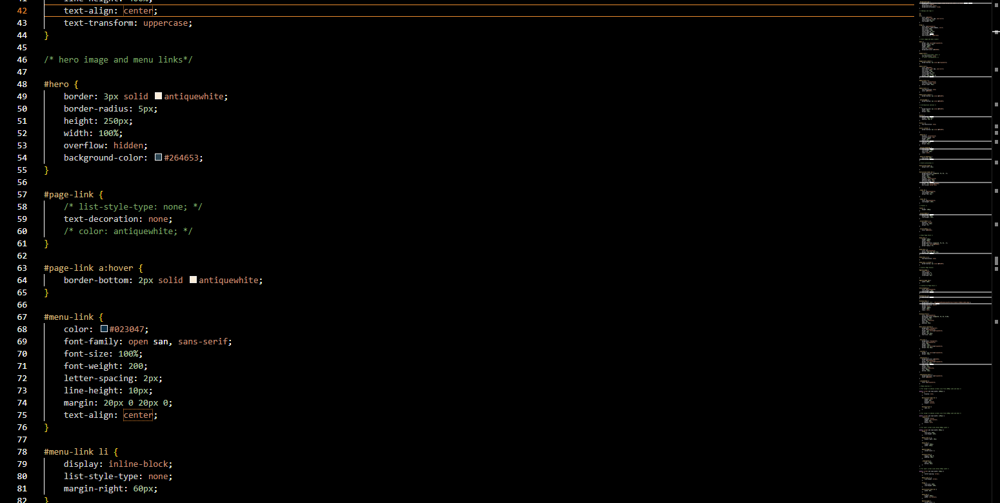 41 line-height: 400%;
42 text-align: center;
43 text-transform: uppercase;
44 }
45
46 /* hero image and menu links*/
47
48 #hero {
49 border: 3px solid antiquewhite;
50 border-radius: 5px;
51 height: 250px;
52 width: 100%;
53 overflow: hidden;
54 background-color: #264653;
55 }
56
57 #page-link {
58 /* list-style-type: none; */
59 text-decoration: none;
60 /* color: antiquewhite; */
61 }
62
63 #page-link a:hover {
64 border-bottom: 2px solid antiquewhite;
65 }
66
67 #menu-link {
68 color: #023047;
69 font-family: open san, sans-serif;
70 font-size: 100%;
71 font-weight: 200;
72 letter-spacing: 2px;
73 line-height: 10px;
74 margin: 20px 0 20px 0;
75 text-align: center;
76 }
77
78 #menu-link li {
79 display: inline-block;
80 list-style-type: none;
81 margin-right: 60px;
82 }